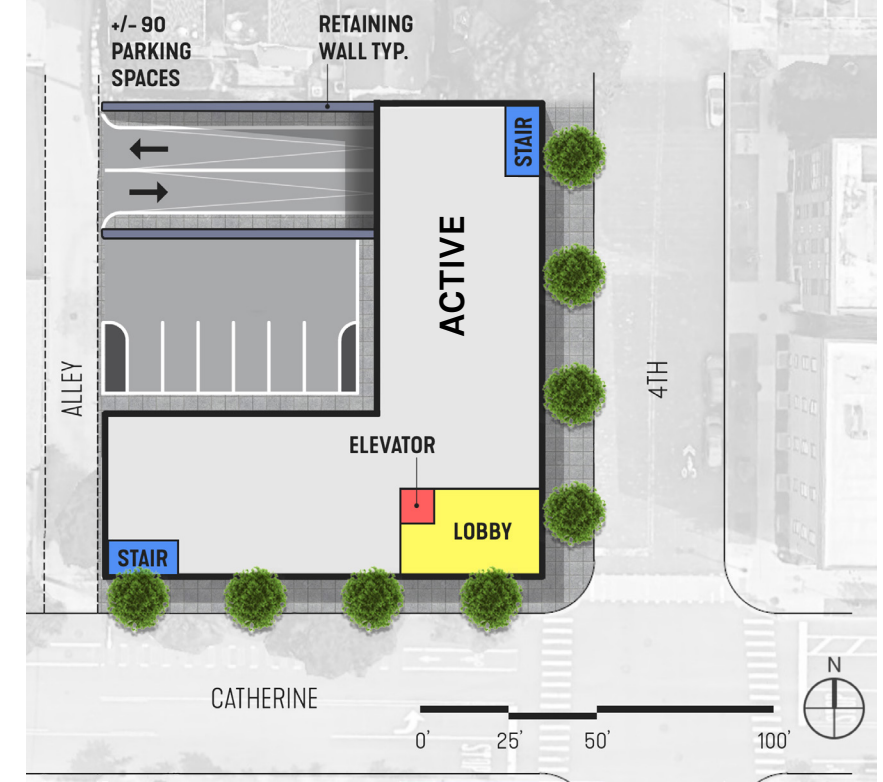 +/- 90
PARKING
SPACES
RETAINING
WALL TYP.
STAIR
ACTIVE
ALLEY
4TH
ELEVATOR
LOBBY
STAIR
CATHERINE
N
0'
25'
50'
100'